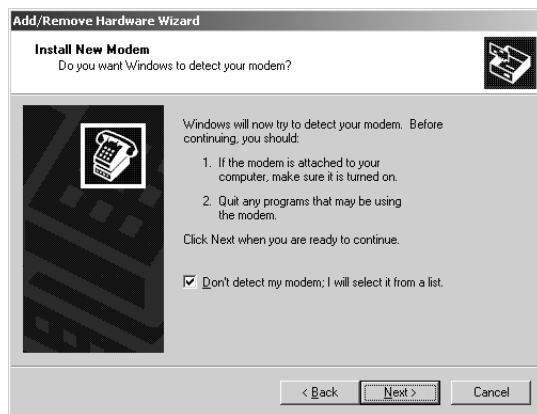 Add/Remove Hardware Wizard
Install New Modem
Do you want Windows to detect your modem?
Windows will now try to detect your modem. Before
continuing, you should:
1. If the modem is attached to your
computer, make sure it is turned on.
2. Quit any programs that may be using
the modem.
Click Next when you are ready to continue.
Don't detect my modem; I will select it from a list.
< Back
Next >
Cancel